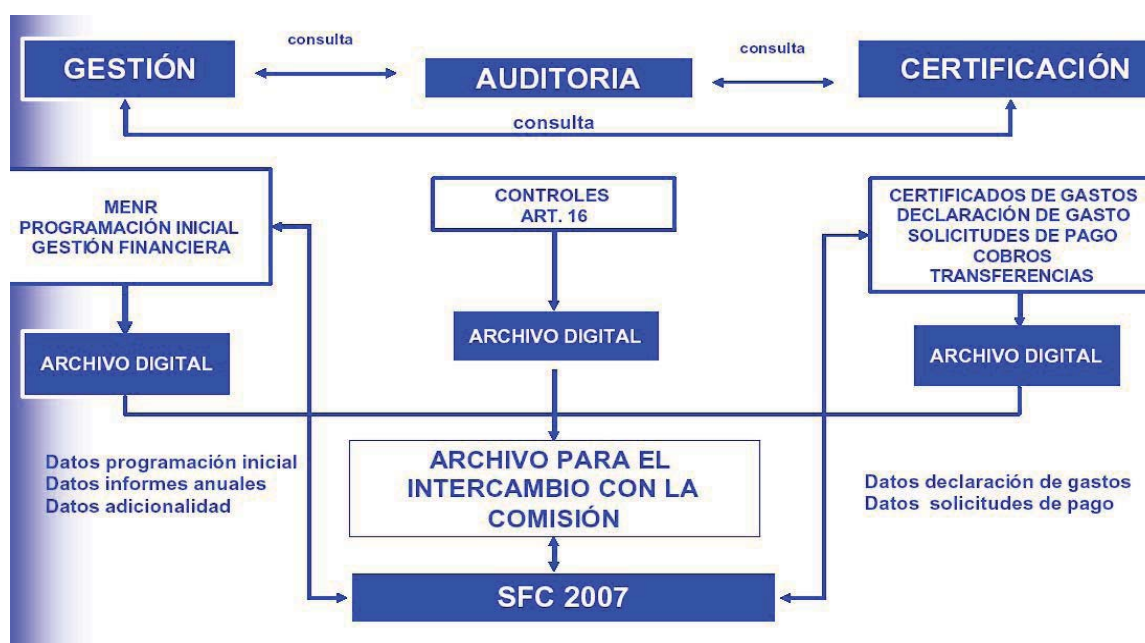 consulta
consulta
GESTIÓN
AUDITORIA
CERTIFICACIÓN
consulta
MENR
PROGRAMACIÓN INICIAL
GESTIÓN FINANCIERA
CONTROLES
ART. 16
CERTIFICADOS DE GASTOS
DECLARACIÓN DE GASTO
SOLICITUDES DE PAGO
COBROS
TRANSFERENCIAS
ARCHIVO DIGITAL
ARCHIVO DIGITAL
ARCHIVO DIGITAL
Datos programación inicial
Datos informes anuales
Datos adicionalidad
ARCHIVO PARA EL
INTERCAMBIO CON LA
COMISIÓN
Datos declaración de gastos
Datos solicitudes de pago
SFC 2007